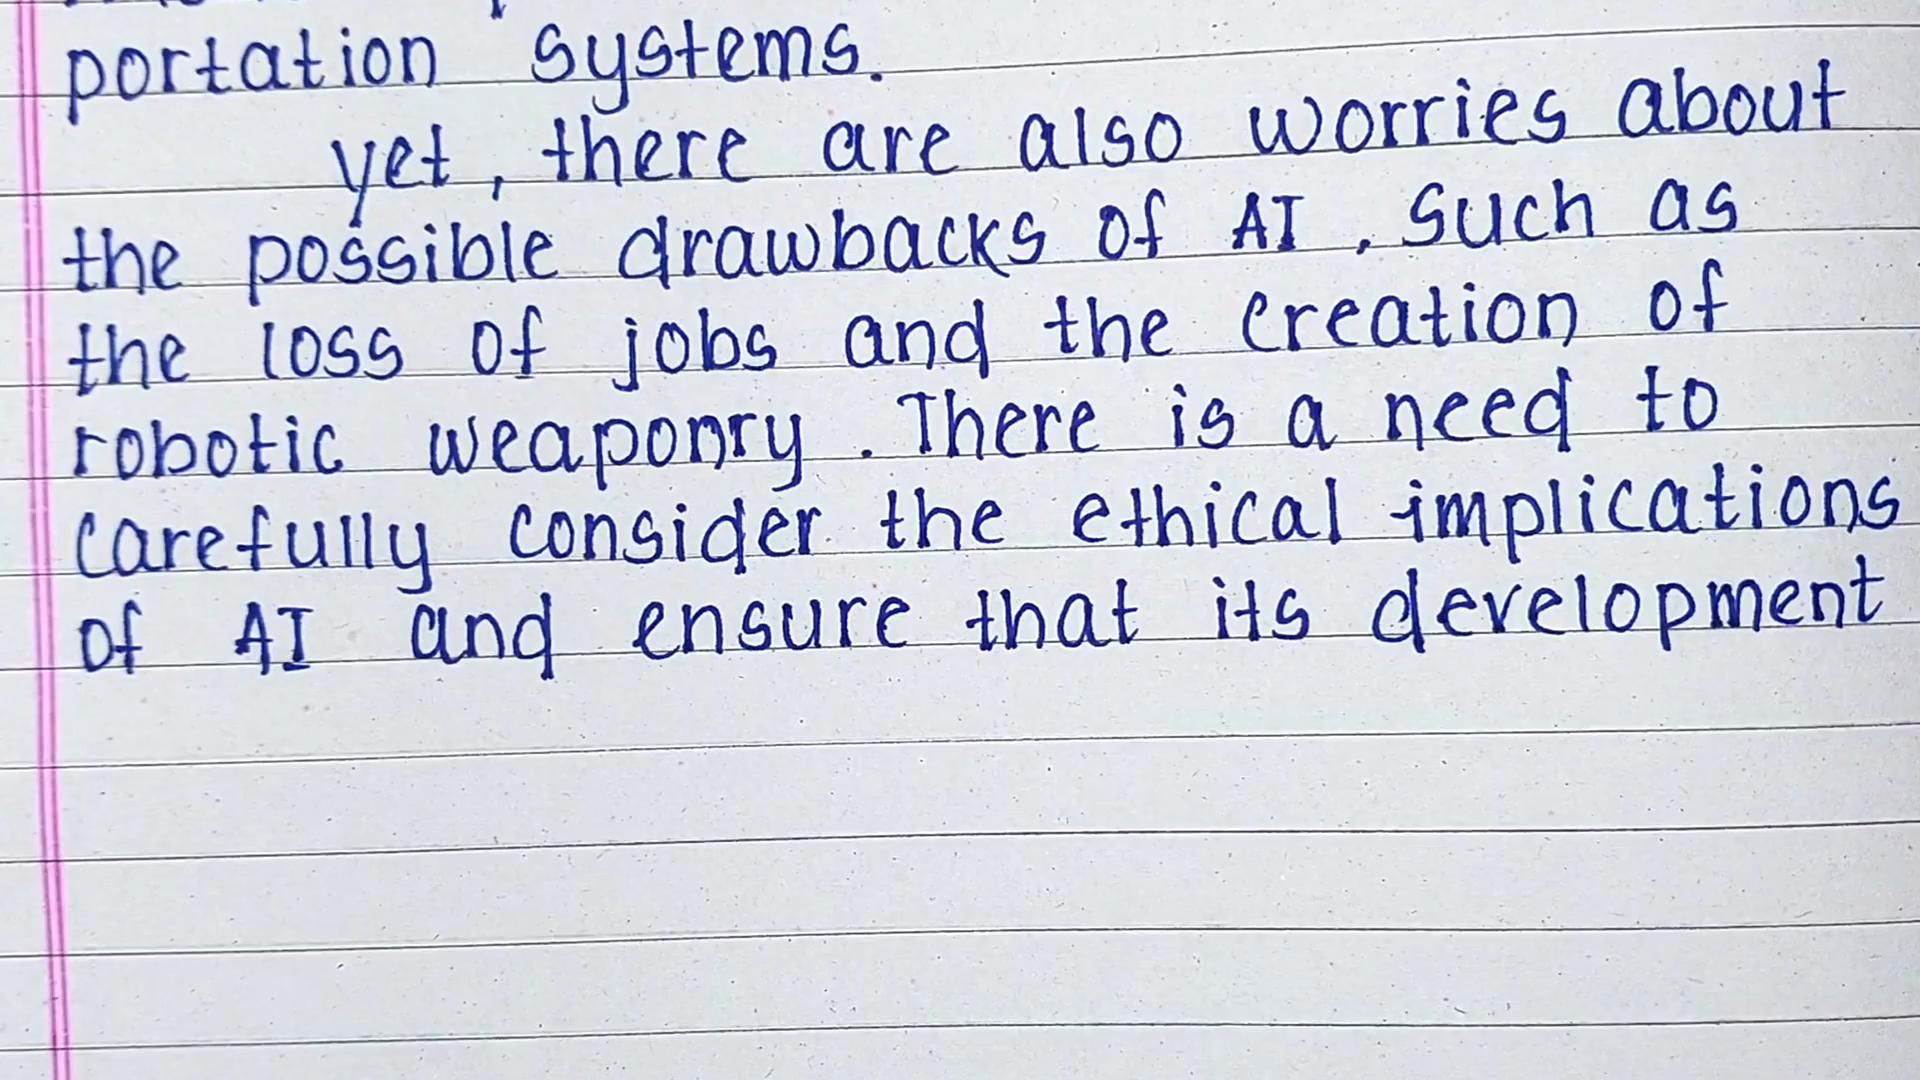 portation systems.
yet, there are also worries about
the possible drawbacks of AI, such as
the loss of jobs and the creation of
robotic weaponry. There is a need to
carefully consider the ethical implications
of AI and ensure that its development